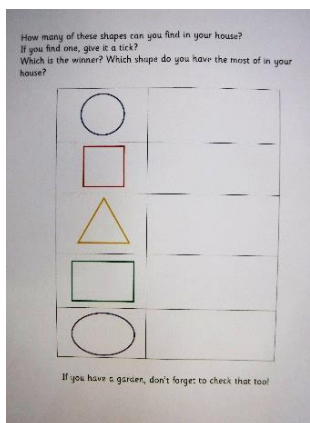 How many of these shapes can you find in your house?
If you find one, give it a tick?
Which is the winner? Which shape do you have the most of in your
house?
If you have a garden, don't forget to check that too!